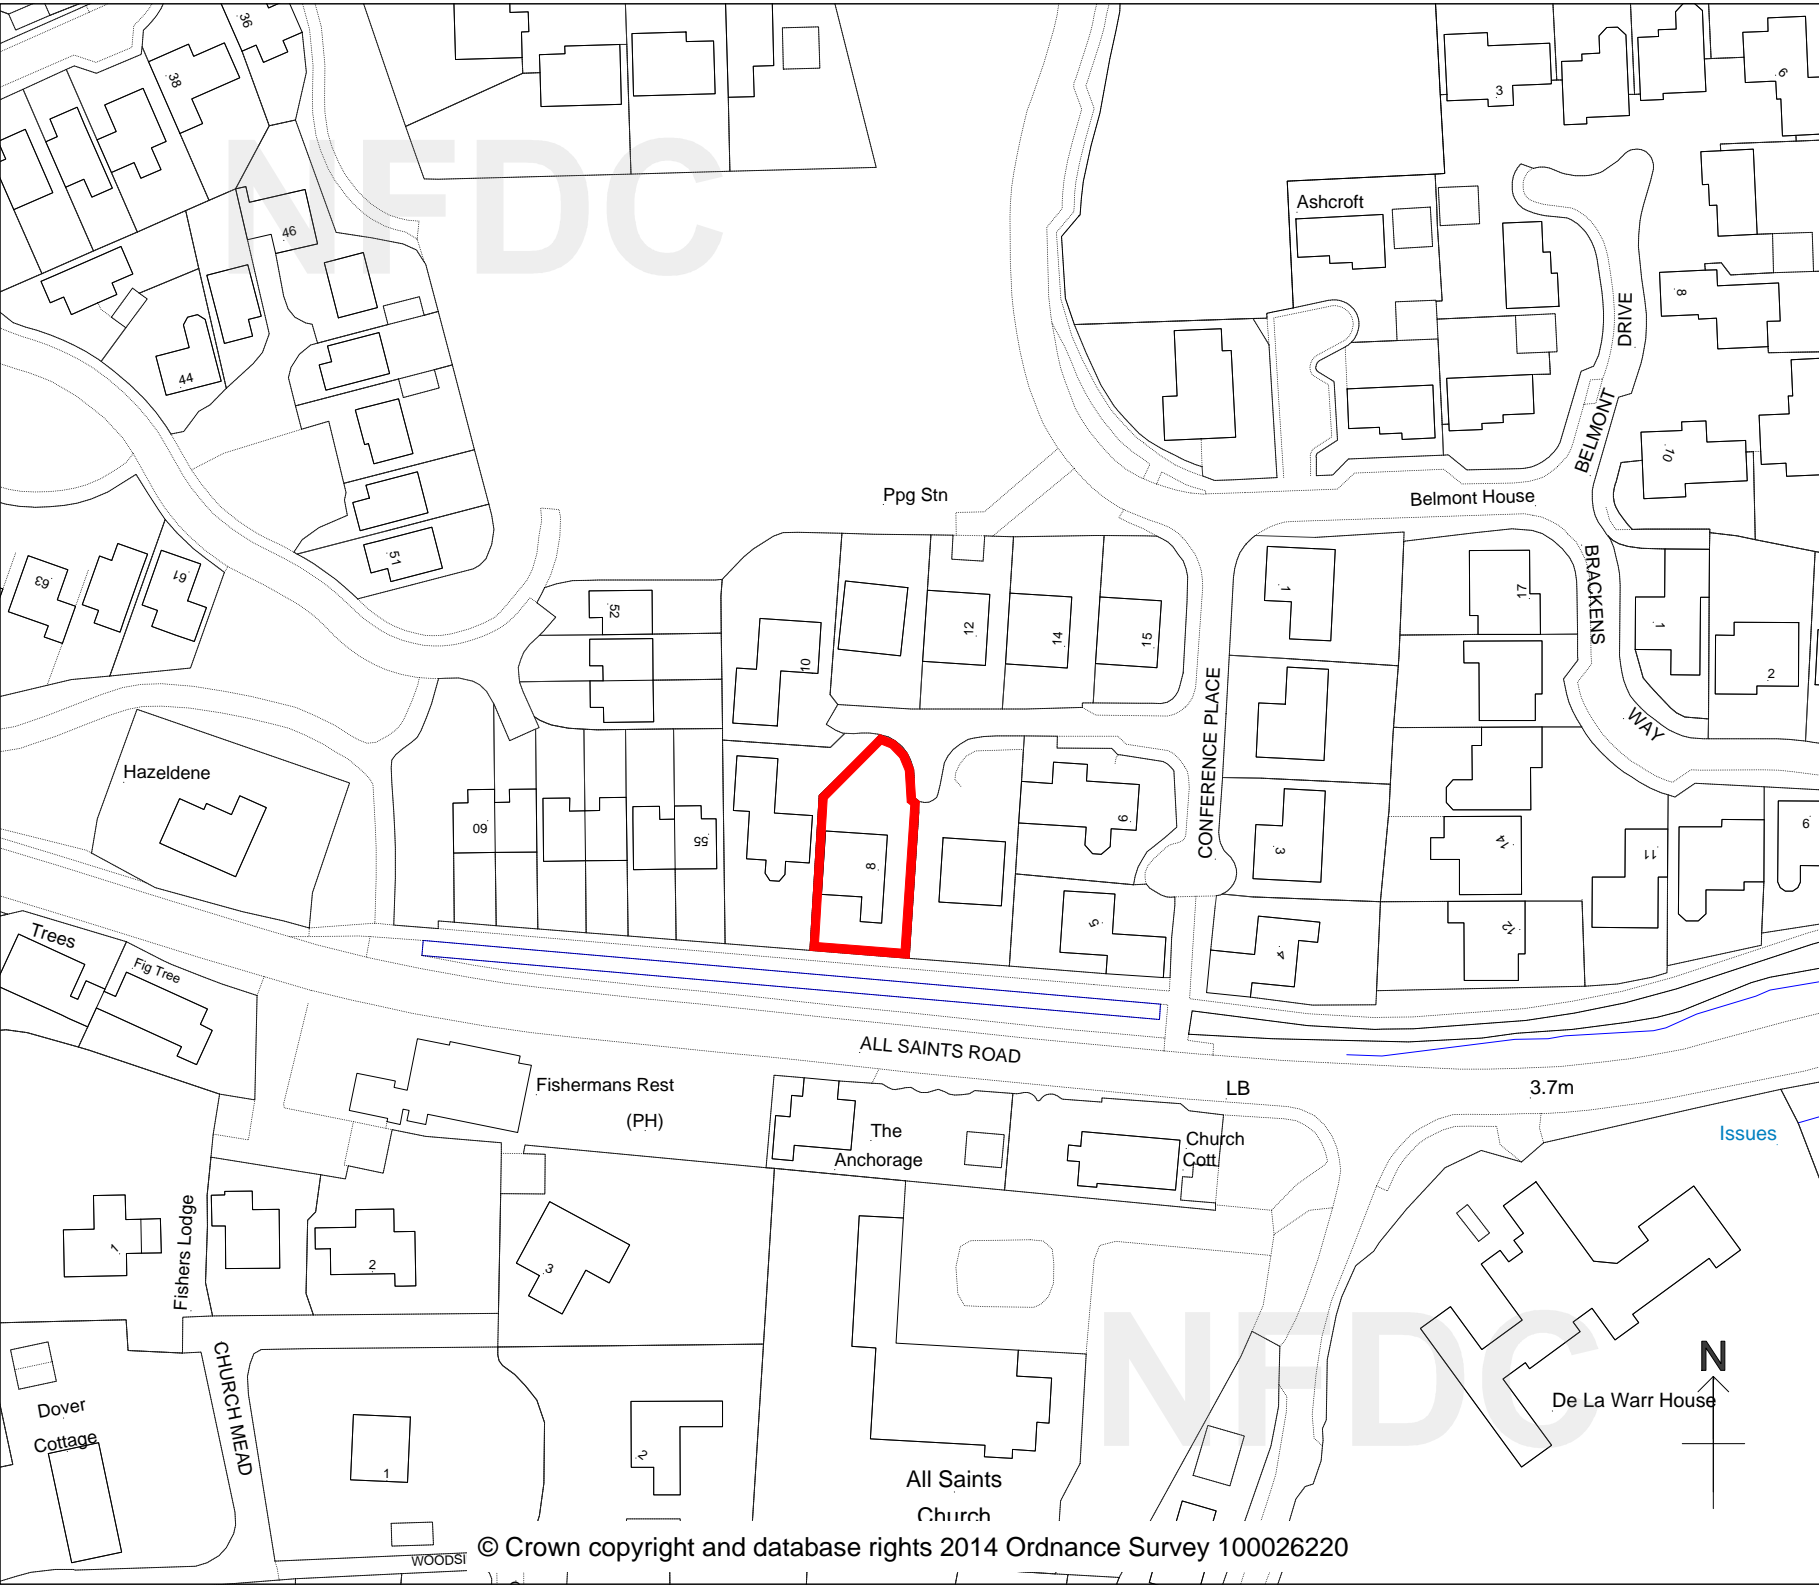 36
38
3
6
NFDC
Ashcroft
46
DRIVE
8
44
BELMONT
10
Ppg Stn
Belmont House
51
BRACKENS
63
61
52
1
17
12
14
15
1
2
10
CONFERENCE PLACE
WAY
Hazeldene
60
55
8
9
3
14
11
9
5
4
12
Trees
Fig Tree
ALL SAINTS ROAD
Fishermans Rest
(PH)
LB
3.7m
The
Anchorage
Church
Cott
Issues
Fishers Lodge
1
2
3
NFDC
N
CHURCH MEAD
De La Warr House
Dover
Cottage
1
2
All Saints
Church
WOODSI
© Crown copyright and database rights 2014 Ordnance Survey 100026220